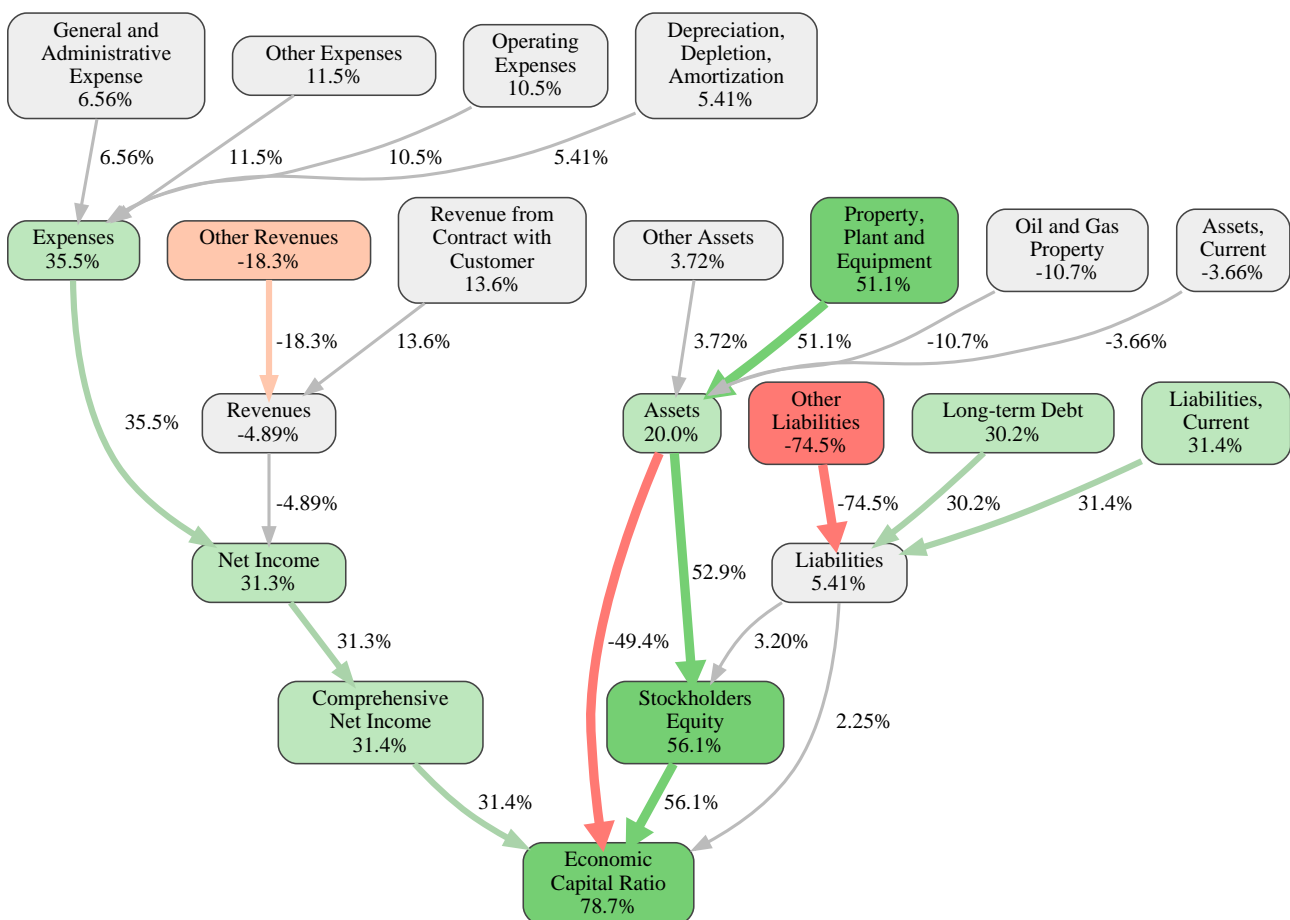 General and
Administrative
Expense
6.56%
Other Expenses
11.5%
Operating
Expenses
10.5%
Depreciation,
Depletion,
Amortization
5.41%
6.56%
11.5%
10.5%
5.41%
Expenses
35.5%
Other Revenues
-18.3%
Revenue from
Contract with
Customer
13.6%
Other Assets
3.72%
Property,
Plant and
Equipment
51.1%
Oil and Gas
Property
-10.7%
Assets,
Current
-3.66%
-18.3%
13.6%
3.72%
51.1%
-10.7%
-3.66%
35.5%
Revenues
-4.89%
Assets
20.0%
Other
Liabilities
-74.5%
Long-term Debt
30.2%
Liabilities,
Current
31.4%
-4.89%
-74.5%
30.2%
31.4%
Net Income
31.3%
52.9%
Liabilities
5.41%
31.3%
-49.4%
3.20%
Comprehensive
Net Income
31.4%
Stockholders
Equity
56.1%
2.25%
31.4%
56.1%
Economic
Capital Ratio
78.7%